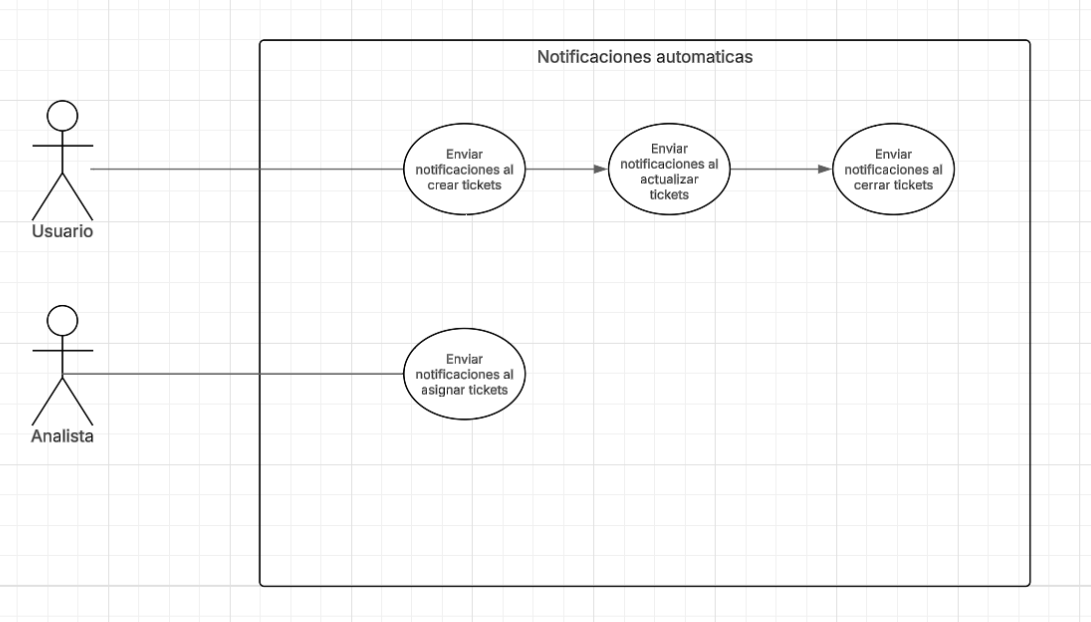 Notificaciones automaticas
Enviar
notificaciones al
crear tickets
Enviar
notificaciones al
actualizar
tickets
Enviar
notificaciones al
cerrar tickets
Usuario
Enviar
notificaciones al
asignar tickets
Analista